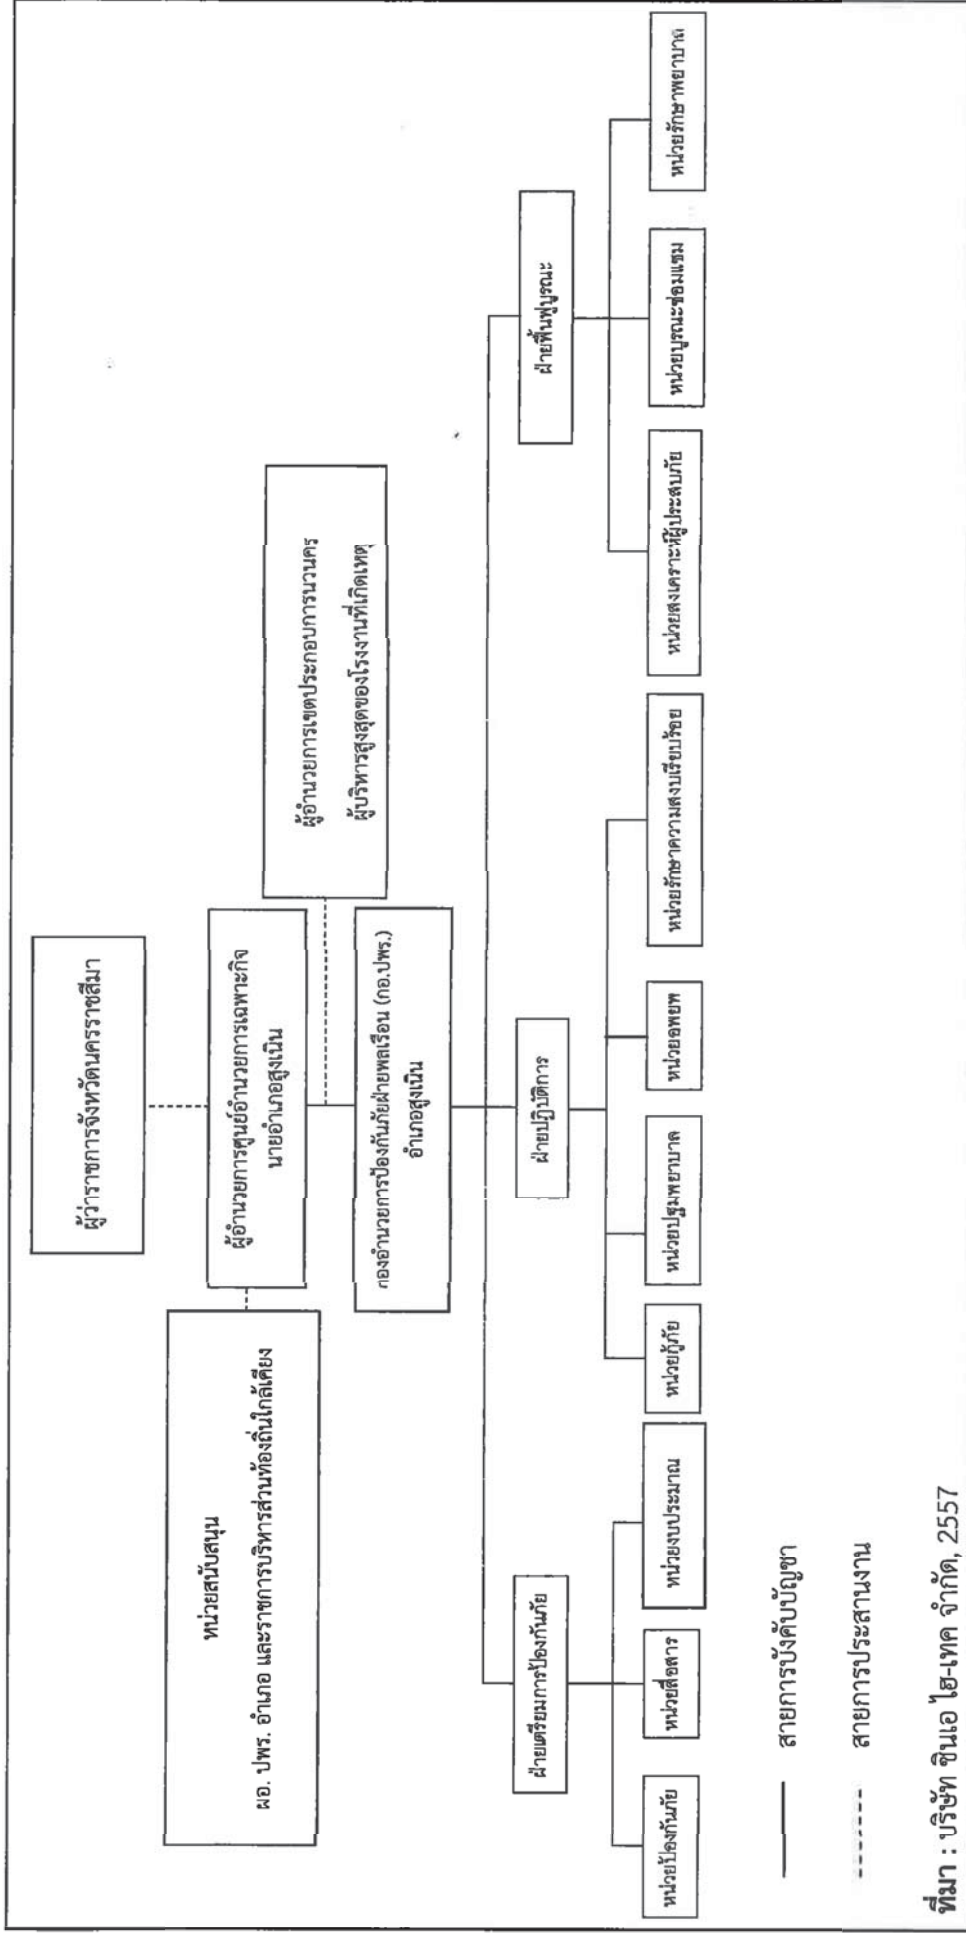 ผู้ว่าราชการจังหวัดนครราชสีมา
ผู้อำนวยการศูนย์อำนวยการเฉพาะกิจ
นายอำเภอสูงเนิน
หน่วยสนับสนุน
ผอ. ปพร. อำเภอ และราชการบริหารส่วนท้องถิ่นใกล้เคียง
ผู้อำนวยการเขตประกอบการนวนคร
ผู้บริหารสูงสุดของโรงงานที่เกิดเหตุ
กองอำนวยการป้องกันภัยฝ่ายพลเรือน (กอ.ปพร.)
อำเภอสูงเนิน
ฝ่ายเตรียมการป้องกันภัย
ฝ่ายปฏิบัติการ
ฝ่ายฟื้นฟูบูรณะ
หน่วยป้องกันภัย
หน่วยสื่อสาร
หน่วยงบประมาณ
หน่วยกู้ภัย
หน่วยปฐมพยาบาล
หน่วยอพยพ
หน่วยรักษาความสงบเรียบร้อย
หน่วยสงเคราะห์ผู้ประสบภัย
หน่วยบูรณะซ่อมแซม
หน่วยรักษาพยาบาล
สายการบังคับบัญชา
สายการประสานงาน
ที่มา : บริษัท ชินเอ ไฮ-เทค จำกัด, 2557